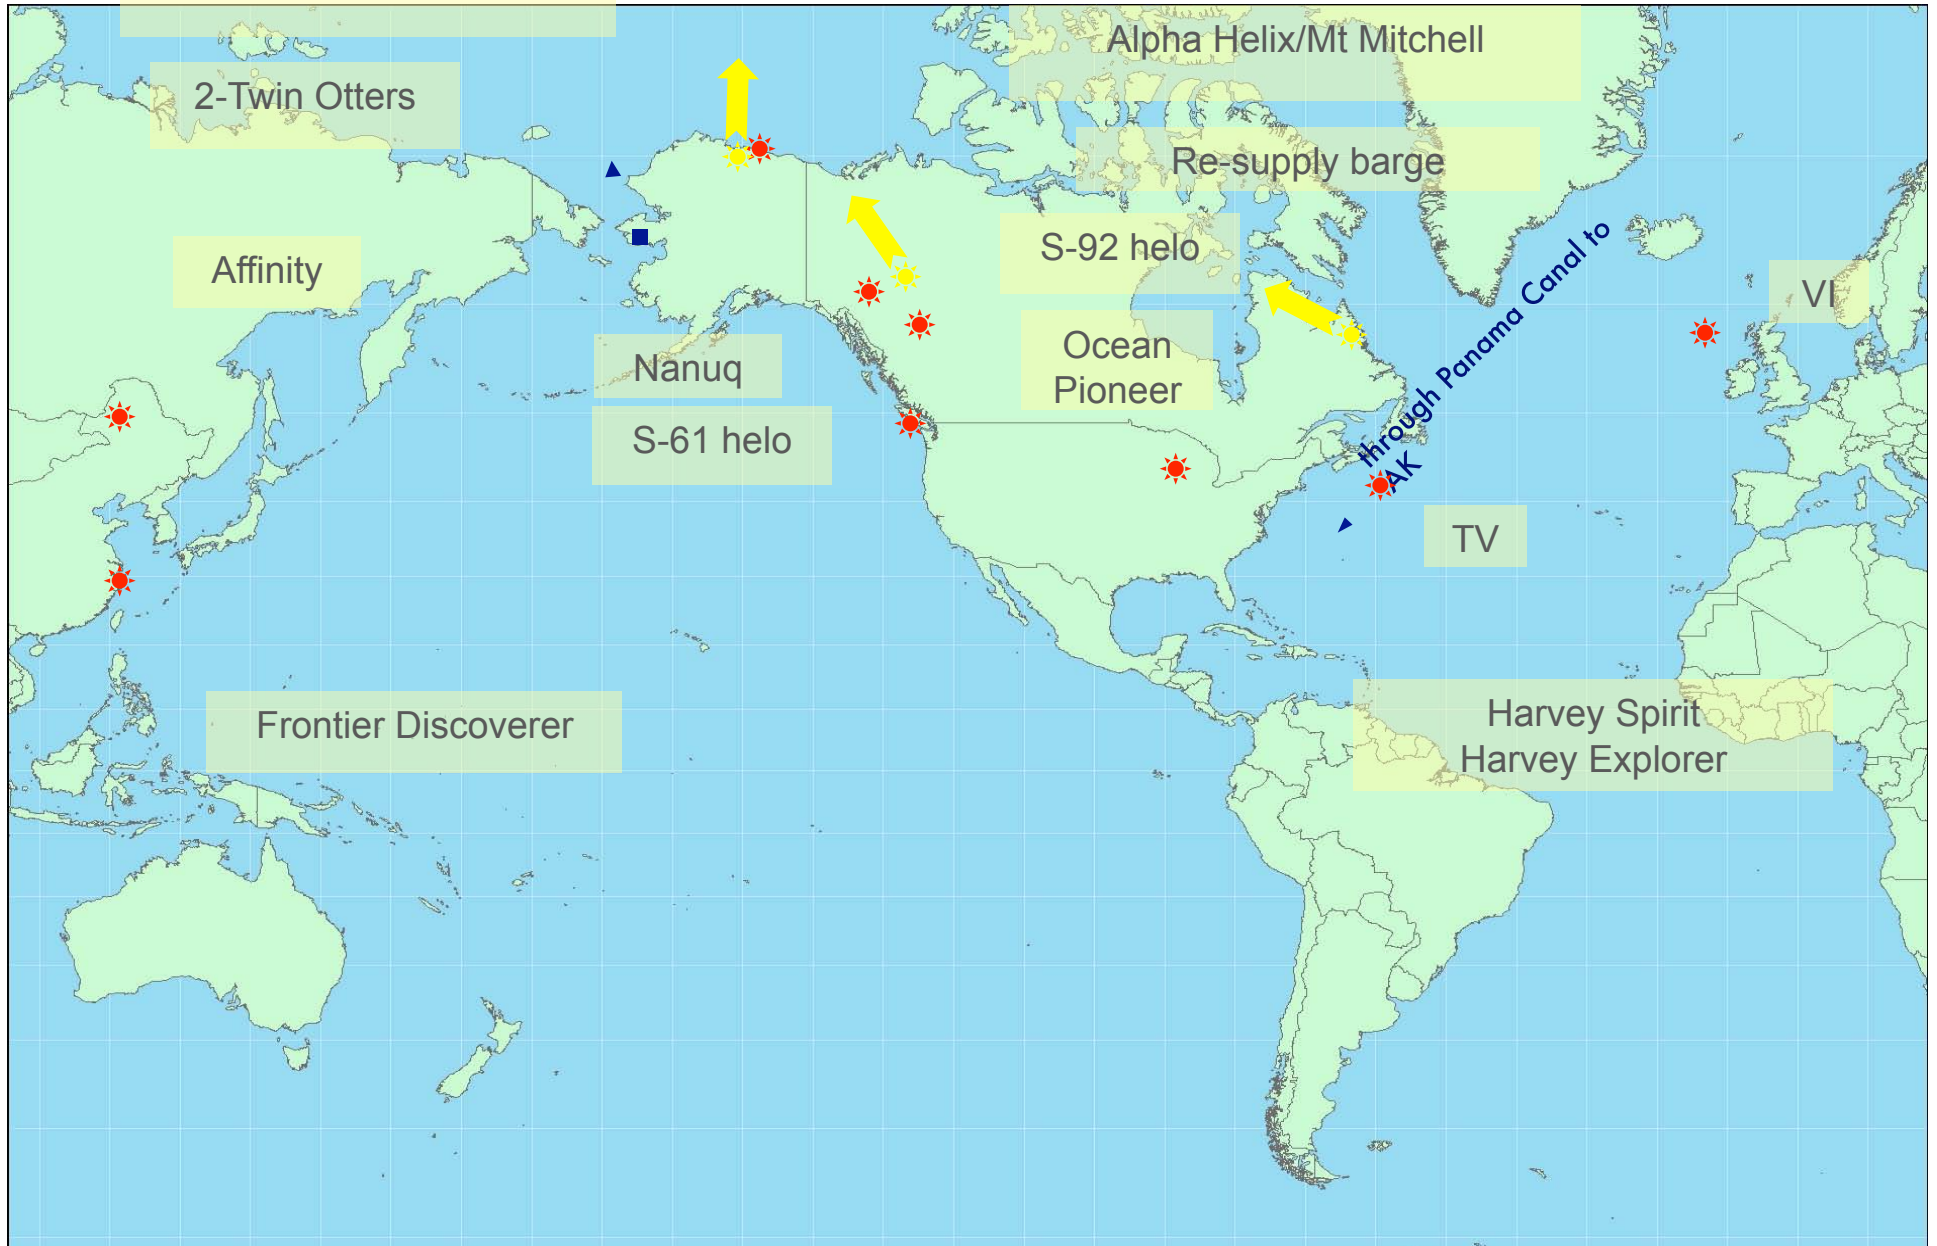 Alpha Helix/Mt Mitchell
2-Twin Otters
Re-supply barge
S-92 helo
Affinity
VI
through Panama Canal to
AK
Nanuq
Ocean
Pioneer
S-61 helo
TV
Frontier Discoverer
Harvey Spirit
Harvey Explorer